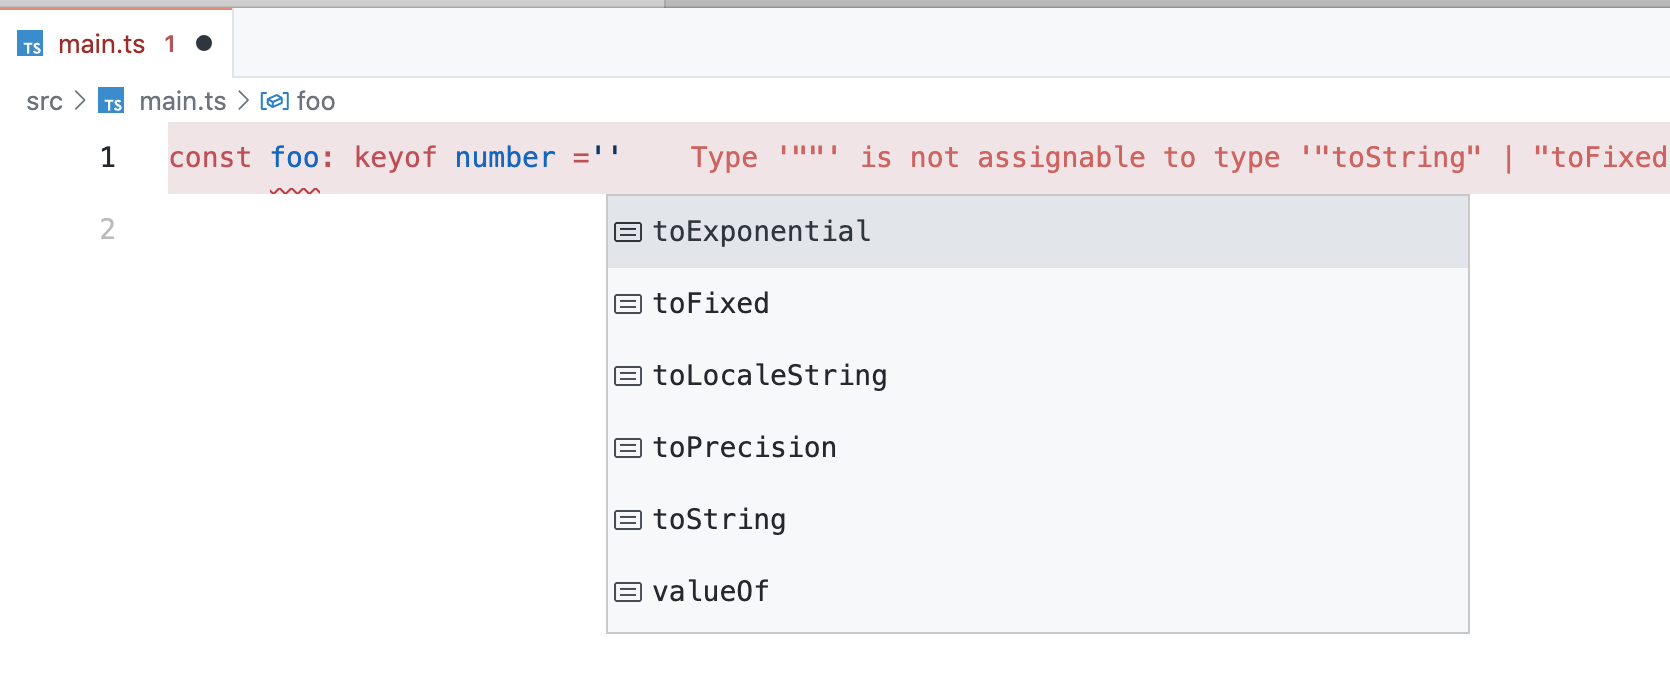 TS main.ts 1
src > TS main.ts > foo
1 const foo: keyof number ='' Type '""' is not assignable to type '"toString" | "toFixed
2
toExponential
toFixed
toLocaleString
toPrecision
toString
valueOf